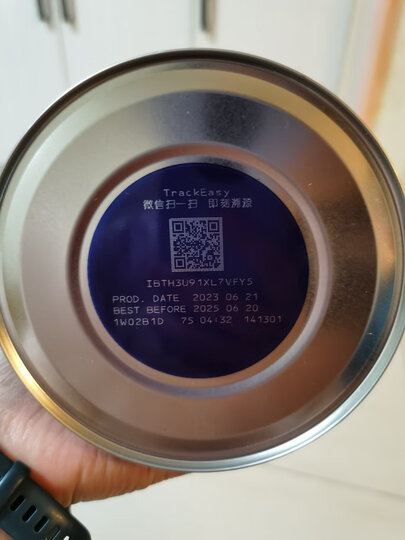 TrackEasy
微信扫一扫 即刻溯源
IBTH3U91XL7VFY5
PROD. DATE 2023 06 21
BEST BEFORE 2025 06 20
1W02B1D 75 04:32 141301